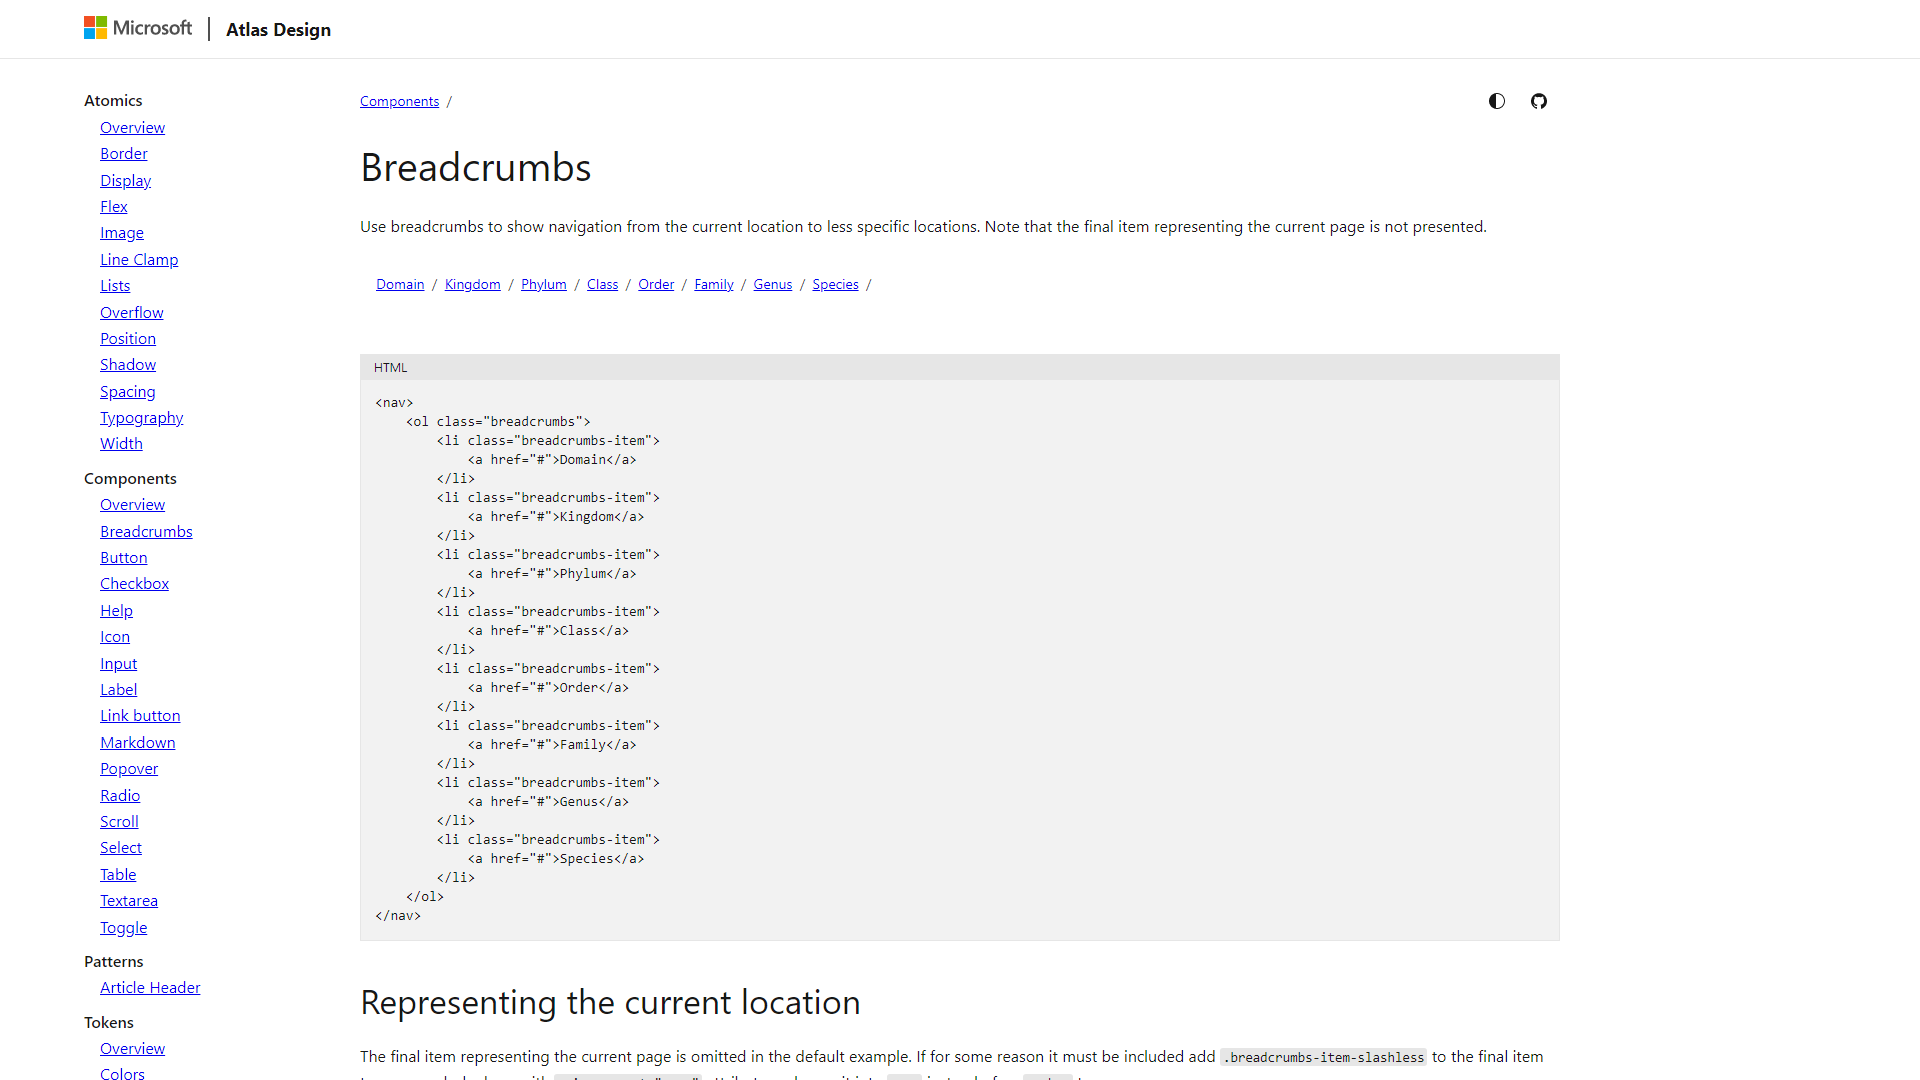 Microsoft | Atlas Design
Atomics
Overview
Border
Display
Flex
Image
Line Clamp
Lists
Overflow
Position
Shadow
Spacing
Typography
Width
Components
Overview
Breadcrumbs
Button
Checkbox
Help
Icon
Input
Label
Link button
Markdown
Popover
Radio
Scroll
Select
Table
Textarea
Toggle
Patterns
Article Header
Tokens
Overview
Colors
Components /
Breadcrumbs
Use breadcrumbs to show navigation from the current location to less specific locations. Note that the final item representing the current page is not presented.
Domain / Kingdom / Phylum / Class / Order / Family / Genus / Species /
HTML
<nav>
    <ol class="breadcrumbs">
        <li class="breadcrumbs-item">
            <a href="#">Domain</a>
        </li>
        <li class="breadcrumbs-item">
            <a href="#">Kingdom</a>
        </li>
        <li class="breadcrumbs-item">
            <a href="#">Phylum</a>
        </li>
        <li class="breadcrumbs-item">
            <a href="#">Class</a>
        </li>
        <li class="breadcrumbs-item">
            <a href="#">Order</a>
        </li>
        <li class="breadcrumbs-item">
            <a href="#">Family</a>
        </li>
        <li class="breadcrumbs-item">
            <a href="#">Genus</a>
        </li>
        <li class="breadcrumbs-item">
            <a href="#">Species</a>
        </li>
    </ol>
</nav>
Representing the current location
The final item representing the current page is omitted in the default example. If for some reason it must be included add .breadcrumbs-item-slashless to the final item